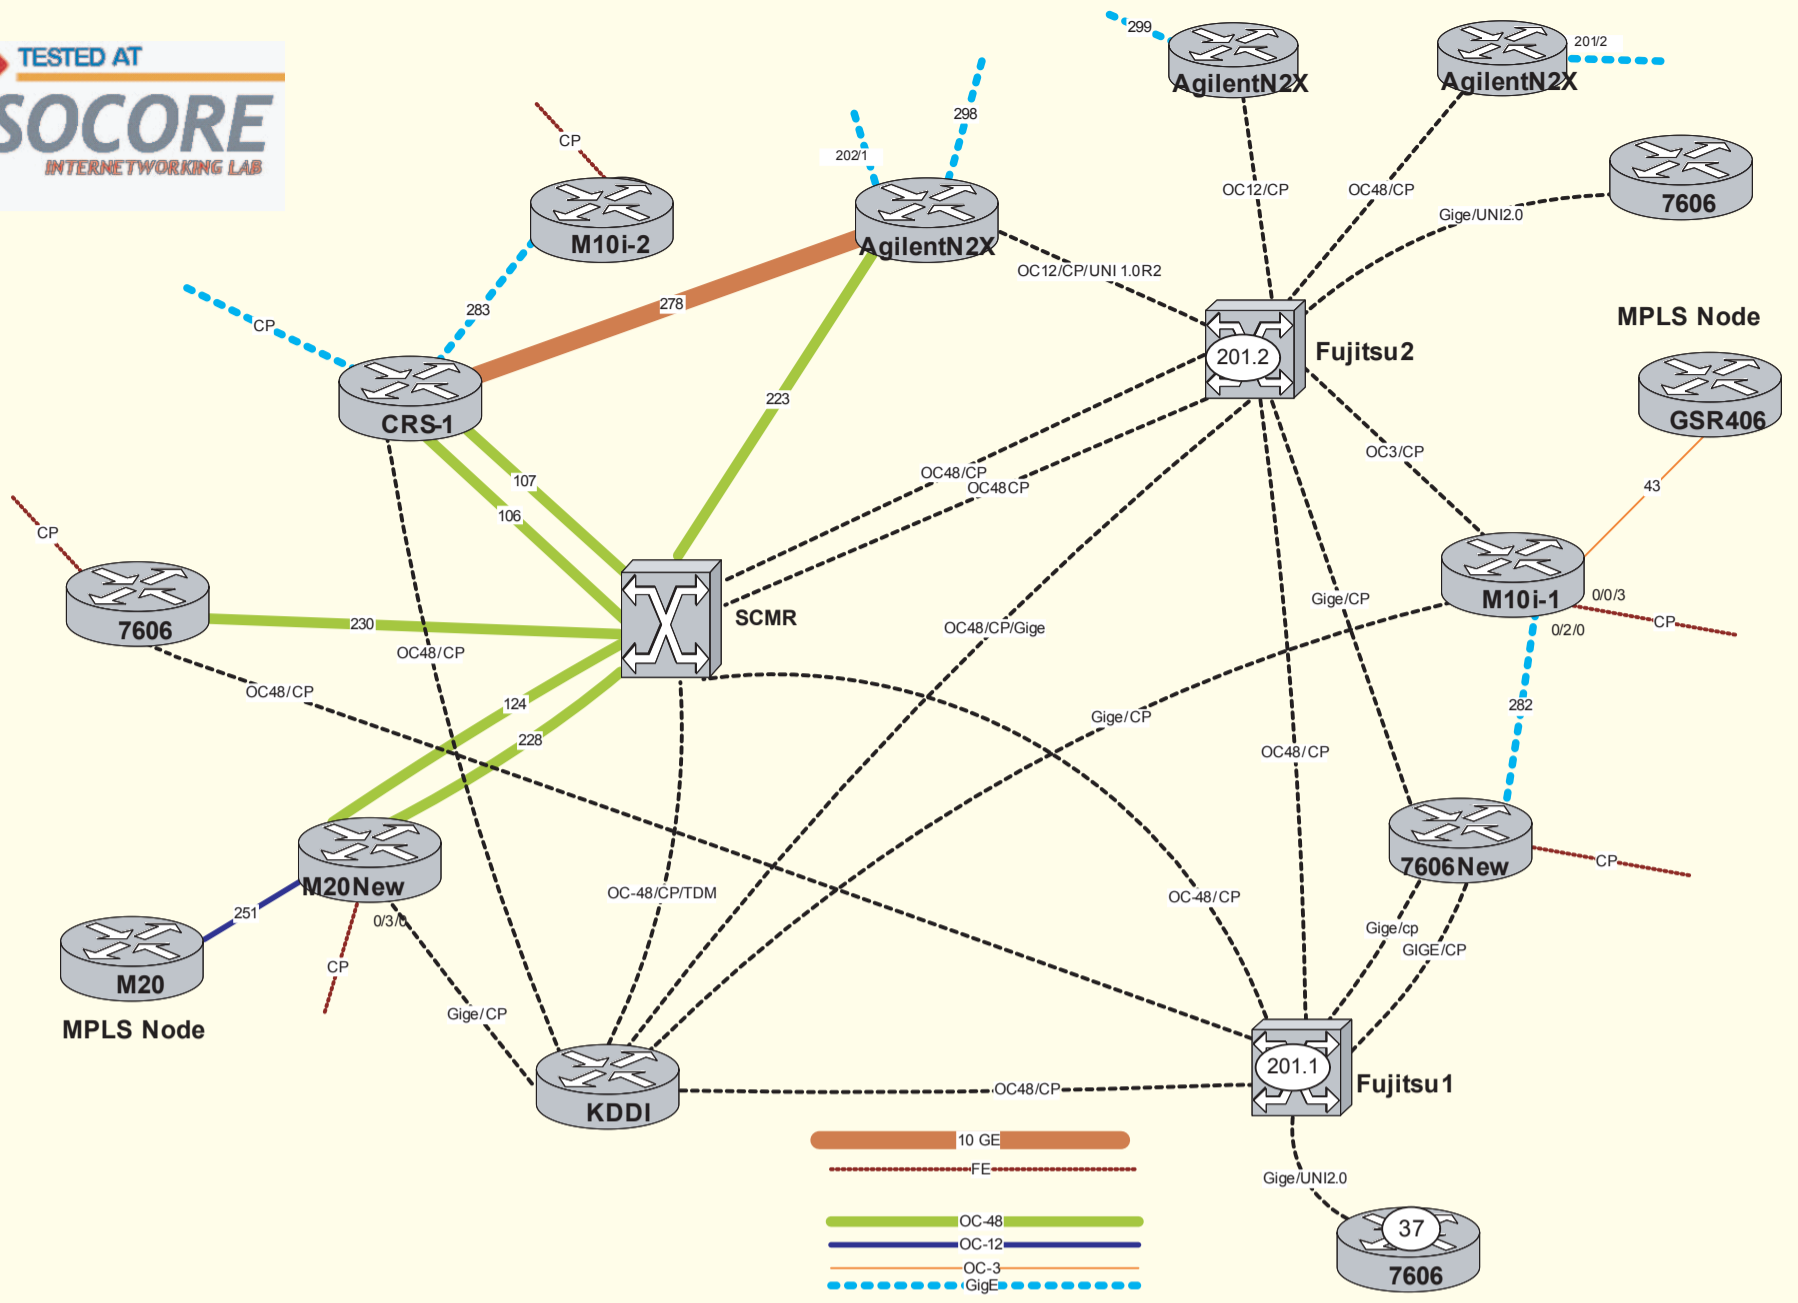 TESTED AT
SOCORE
INTERNETWORKING LAB
299
201/2
AgilentN2X
AgilentN2X
298
202/1
CP
7606
OC12/CP
OC48/CP
Gige/UNI2.0
M10i-2
AgilentN2X
OC12/CP/UNI 1.0R2
278
283
CP
MPLS Node
201.2
Fujitsu2
CRS-1
223
GSR406
OC3/CP
107
106
OC48/CP
OC48CP
43
CP
7606
230
SCMR
OC48/CP/Gige
Gige/CP
M10i-1
0/0/3
CP
0/2/0
OC48/CP
OC48/CP
124
228
Gige/CP
OC48/CP
282
7606New
CP
M20New
0/3/0
251
OC-48/CP/TDM
OC-48/CP
Gige/cp
GIGE/CP
CP
M20
MPLS Node
Gige/CP
KDDI
OC48/CP
201.1
Fujitsu1
10 GE
FE
Gige/UNI2.0
OC-48
OC-12
OC-3
GigE
37
7606